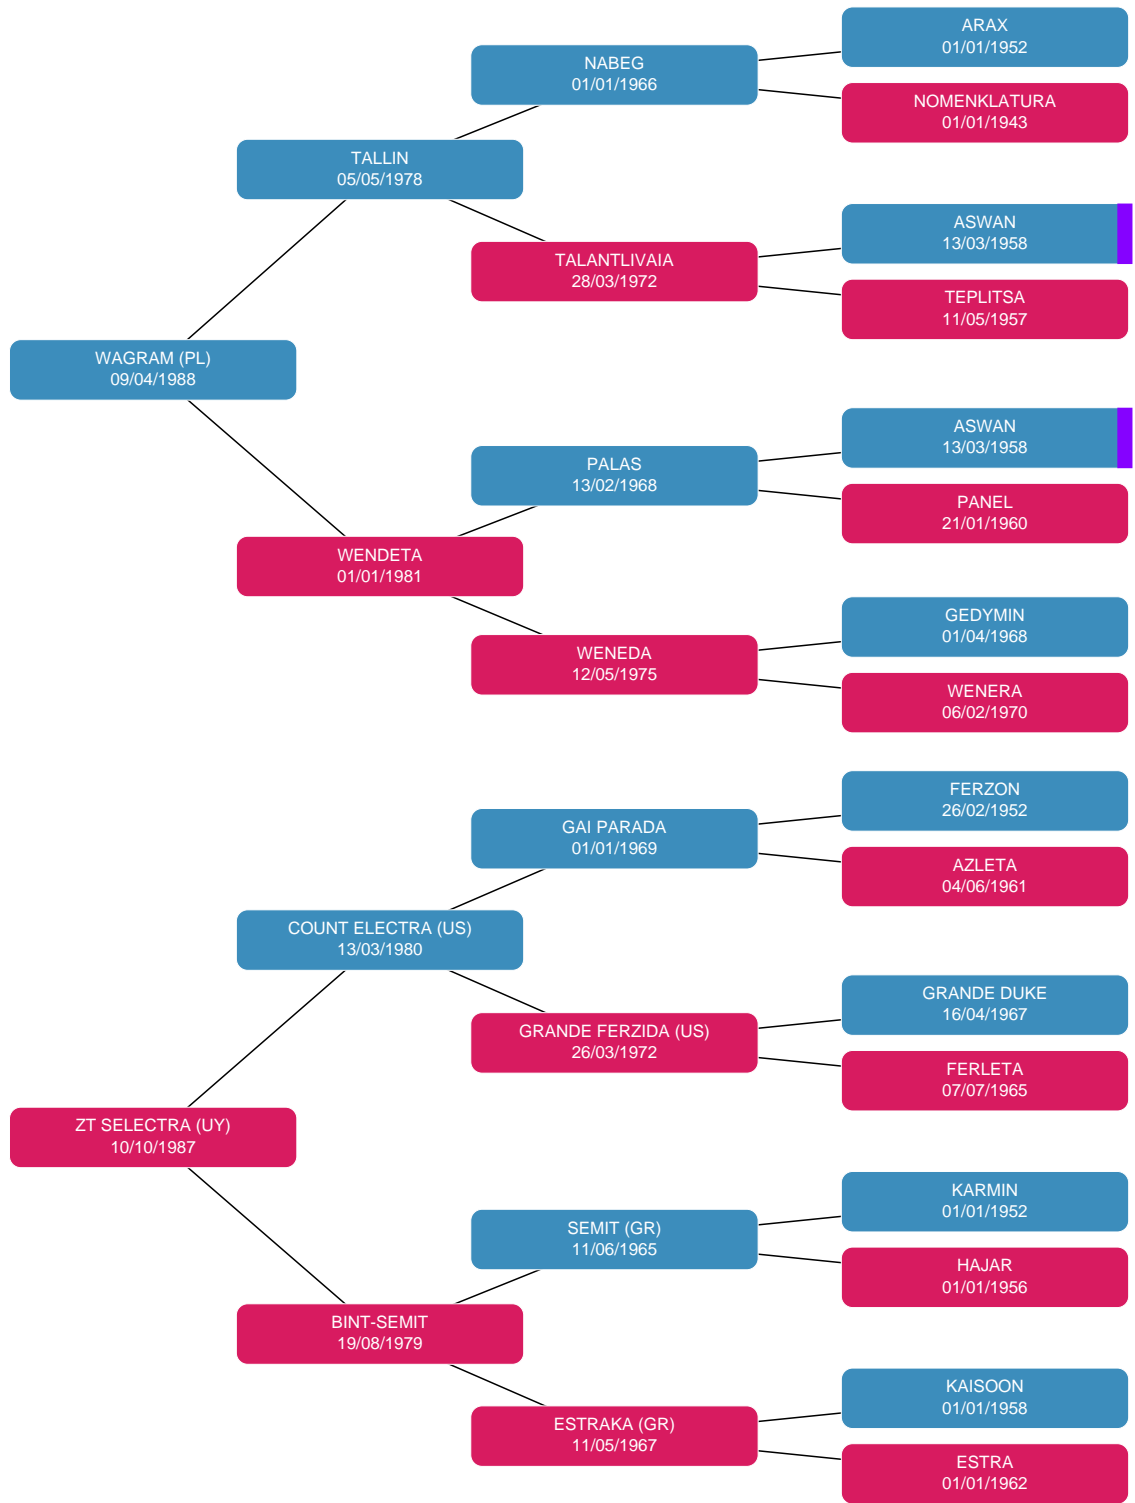 ARAX
01/01/1952
NABEG
01/01/1966
NOMENKLATURA
01/01/1943
TALLIN
05/05/1978
ASWAN
13/03/1958
TALANTLIVAIA
28/03/1972
TEPLITSA
11/05/1957
WAGRAM (PL)
09/04/1988
ASWAN
13/03/1958
PALAS
13/02/1968
PANEL
21/01/1960
WENDETA
01/01/1981
GEDYMIN
01/04/1968
WENEDA
12/05/1975
WENERA
06/02/1970
FERZON
26/02/1952
GAI PARADA
01/01/1969
AZLETA
04/06/1961
COUNT ELECTRA (US)
13/03/1980
GRANDE DUKE
16/04/1967
GRANDE FERZIDA (US)
26/03/1972
FERLETA
07/07/1965
ZT SELECTRA (UY)
10/10/1987
KARMIN
01/01/1952
SEMIT (GR)
11/06/1965
HAJAR
01/01/1956
BINT-SEMIT
19/08/1979
KAISOON
01/01/1958
ESTRAKA (GR)
11/05/1967
ESTRA
01/01/1962